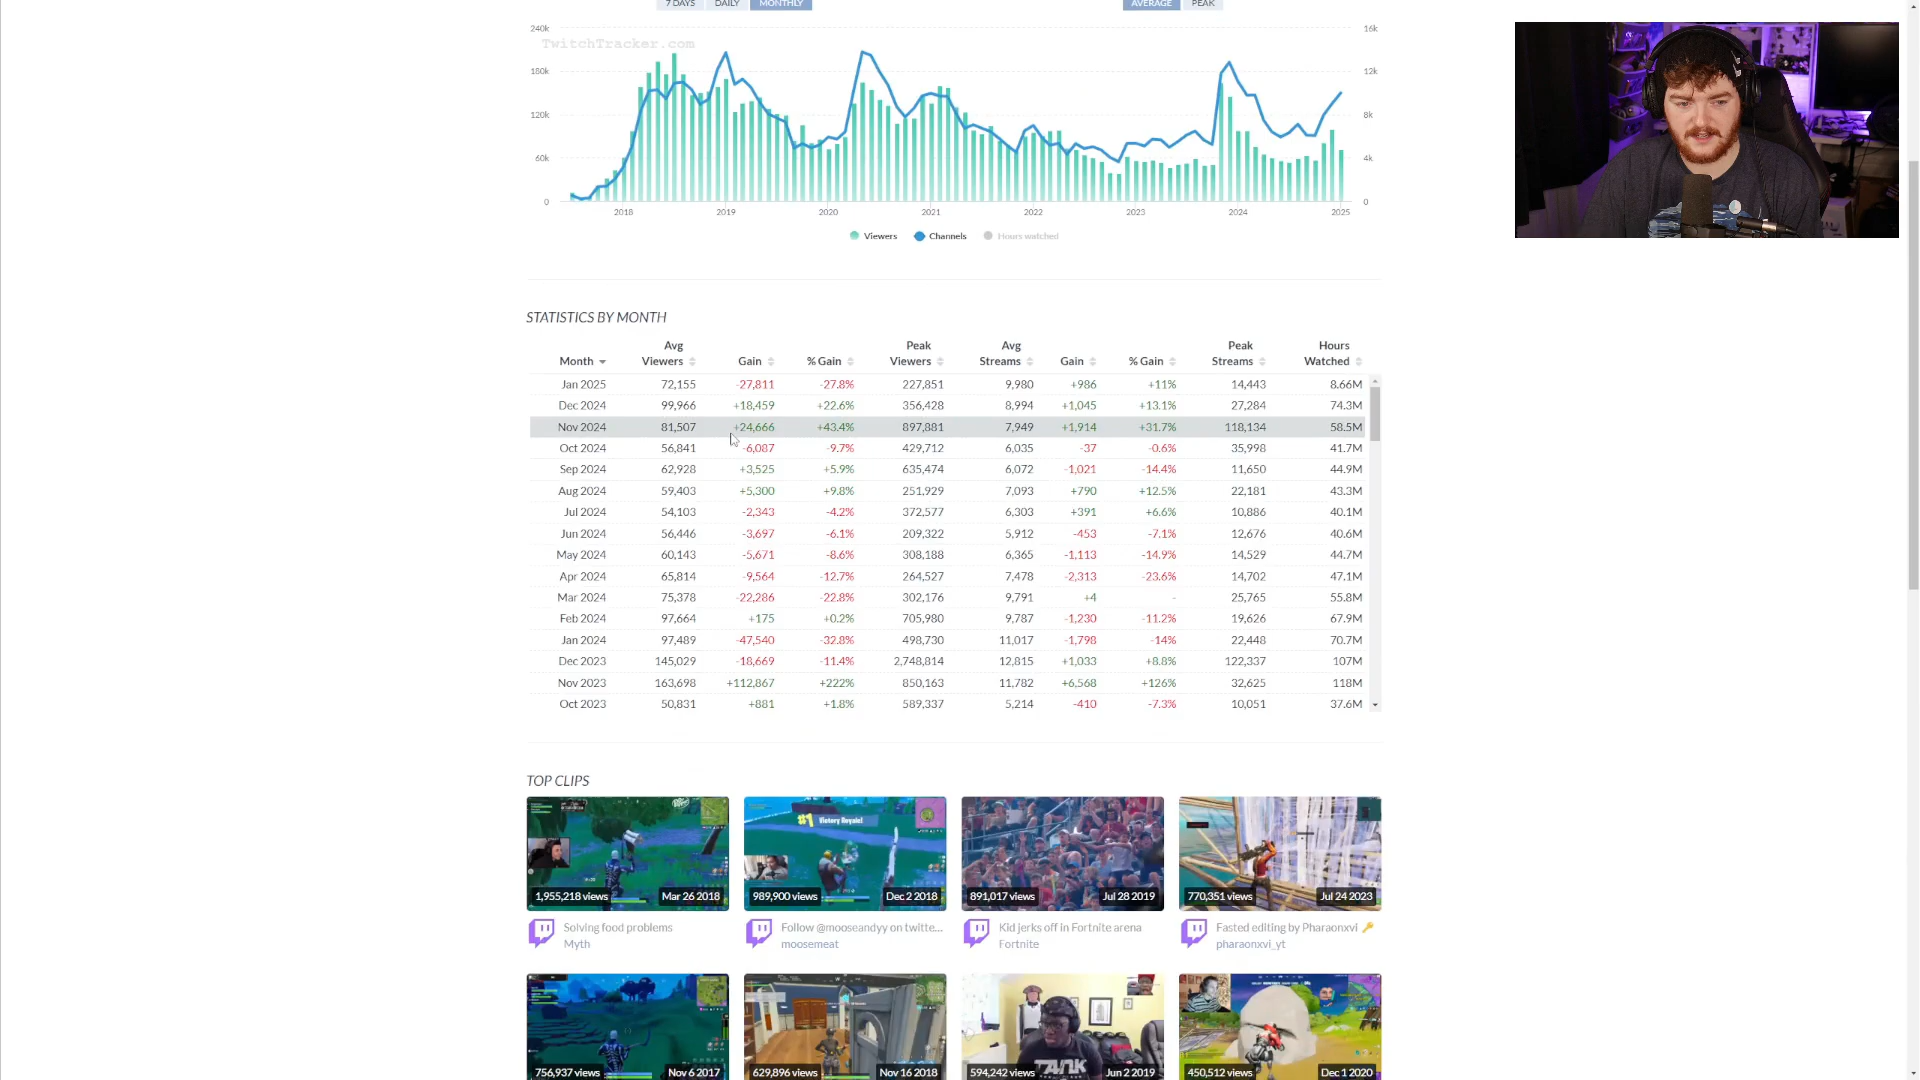 7 DAYS DAILY MONTHLY AVERAGE PEAK
240k 16k
TwitchTracker.com
180k 12k
120k 8k
60k 4k
0 0
2018 2019 2020 2021 2022 2023 2024 2025
Viewers Channels Hours watched
STATISTICS BY MONTH
Month Avg Viewers Gain % Gain Peak Viewers Avg Streams Gain % Gain Peak Streams Hours Watched
Jan 2025 72,155 -27,811 -27.8% 227,851 9,980 +986 +11% 14,443 8.66M
Dec 2024 99,966 +18,459 +22.6% 356,428 8,994 +1,045 +13.1% 27,284 74.3M
Nov 2024 81,507 +24,666 +43.4% 897,881 7,949 +1,914 +31.7% 118,134 58.5M
Oct 2024 56,841 -6,087 -9.7% 429,712 6,035 -37 -0.6% 35,998 41.7M
Sep 2024 62,928 +3,525 +5.9% 635,474 6,072 -1,021 -14.4% 11,650 44.9M
Aug 2024 59,403 +5,300 +9.8% 251,929 7,093 +790 +12.5% 22,181 43.3M
Jul 2024 54,103 -2,343 -4.2% 372,577 6,303 +391 +6.6% 10,886 40.1M
Jun 2024 56,446 -3,697 -6.1% 209,322 5,912 -453 -7.1% 12,676 40.6M
May 2024 60,143 -5,671 -8.6% 308,188 6,365 -1,113 -14.9% 14,529 44.7M
Apr 2024 65,814 -9,564 -12.7% 264,527 7,478 -2,313 -23.6% 14,702 47.1M
Mar 2024 75,378 -22,286 -22.8% 302,176 9,791 +4 - 25,765 55.8M
Feb 2024 97,664 +175 +0.2% 705,980 9,787 -1,230 -11.2% 19,626 67.9M
Jan 2024 97,489 -47,540 -32.8% 498,730 11,017 -1,798 -14% 22,448 70.7M
Dec 2023 145,029 -18,669 -11.4% 2,748,814 12,815 +1,033 +8.8% 122,337 107M
Nov 2023 163,698 +112,867 +222% 850,163 11,782 +6,568 +126% 32,625 118M
Oct 2023 50,831 +881 +1.8% 589,337 5,214 -410 -7.3% 10,051 37.6M
TOP CLIPS
#1 Victory Royale!
1,955,218 views Mar 26 2018 989,900 views Dec 2 2018 891,017 views Jul 28 2019 770,351 views Jul 24 2023
Solving food problems Follow @mooseandyy on twitte... Kid jerks off in Fortnite arena Fasted editing by Pharaonxvi
Myth moosemeat Fortnite pharaonxvi_yt
TANK
756,937 views Nov 6 2017 629,896 views Nov 16 2018 594,242 views Jun 2 2019 450,512 views Dec 1 2020